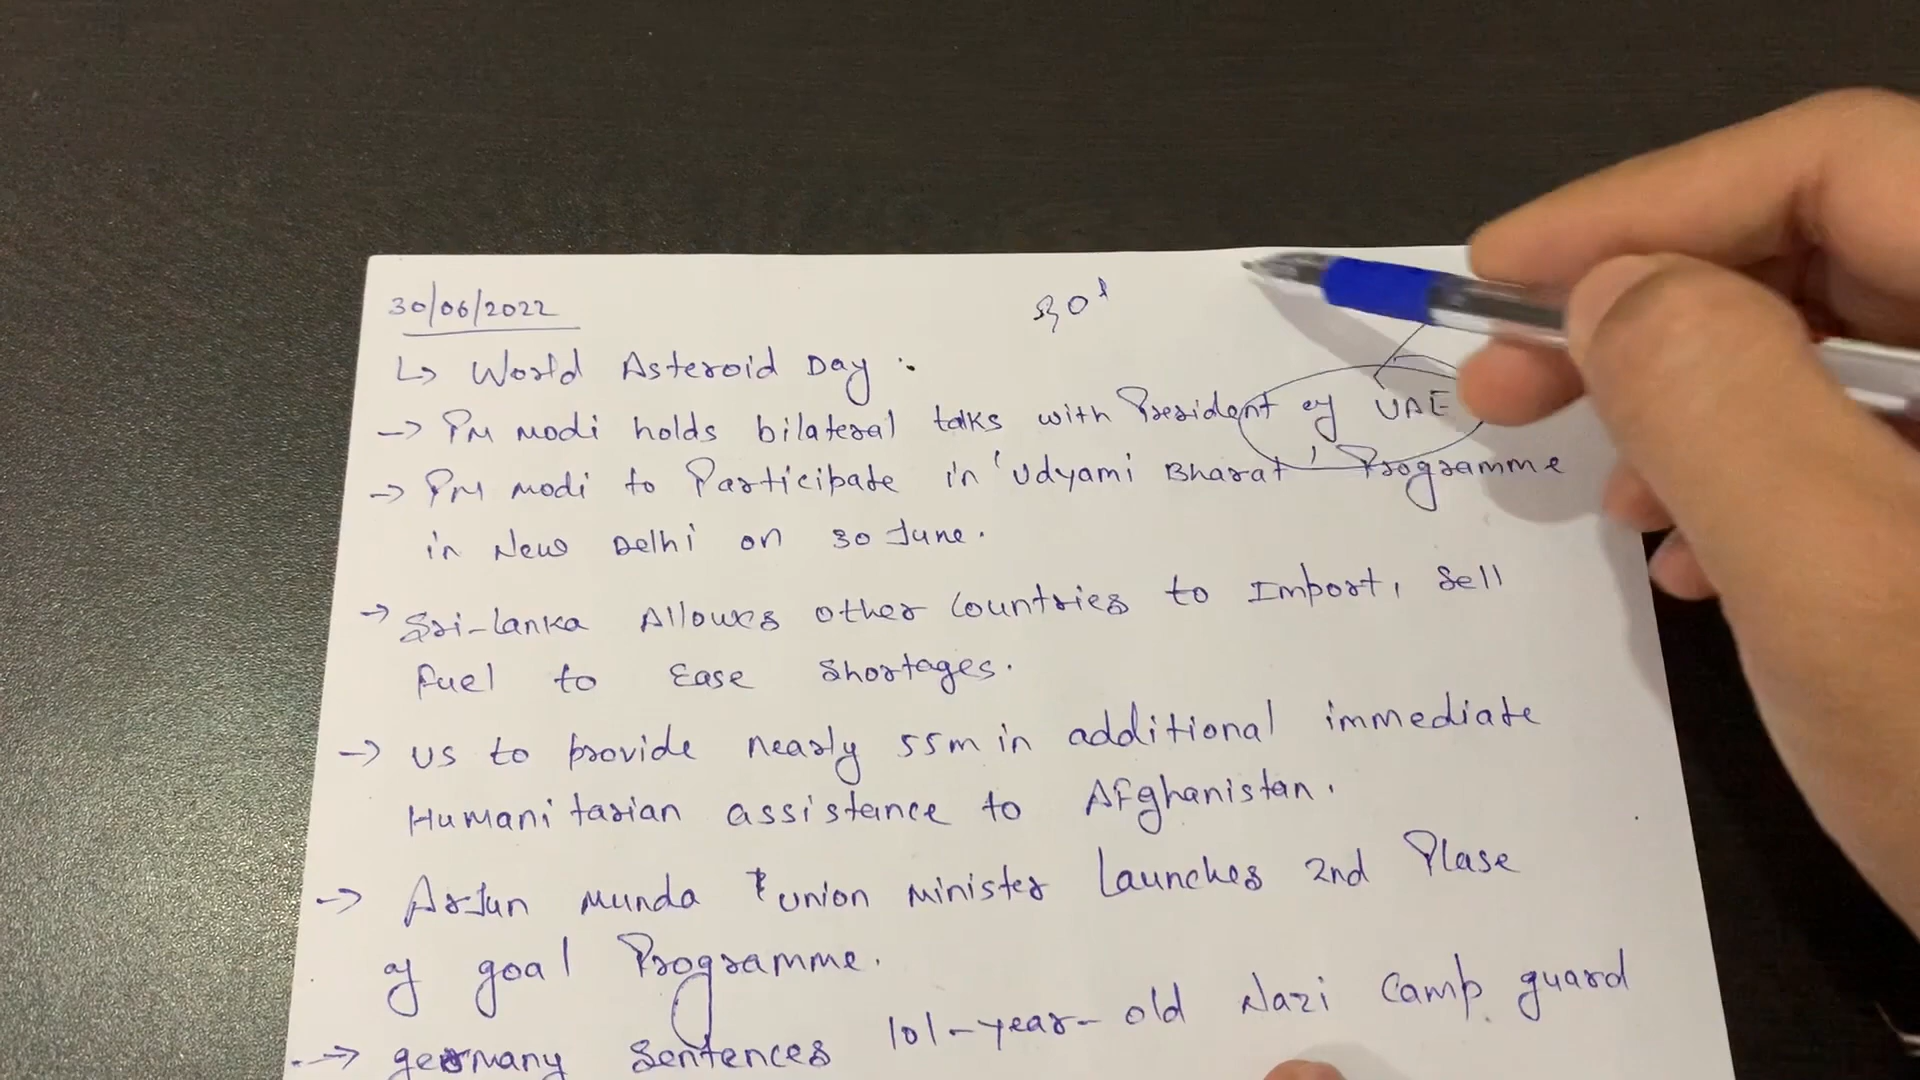 30/06/2022
↳ World Asteroid Day :
→ PM modi holds bilateral talks with President of UAE
→ PM modi to Participate in 'Udyami Bharat' Programme
in New Delhi on 30 June.
→ Sri-Lanka Allowes other Countries to Import, Sell
fuel to Ease Shortages.
→ US to provide nearly 55m in additional immediate
Humanitarian assistance to Afghanistan.
→ Arjun Munda union Minister Launches 2nd Plase
of goal Programme.
→ germany Sentences 101-year-old Nazi Camp guard